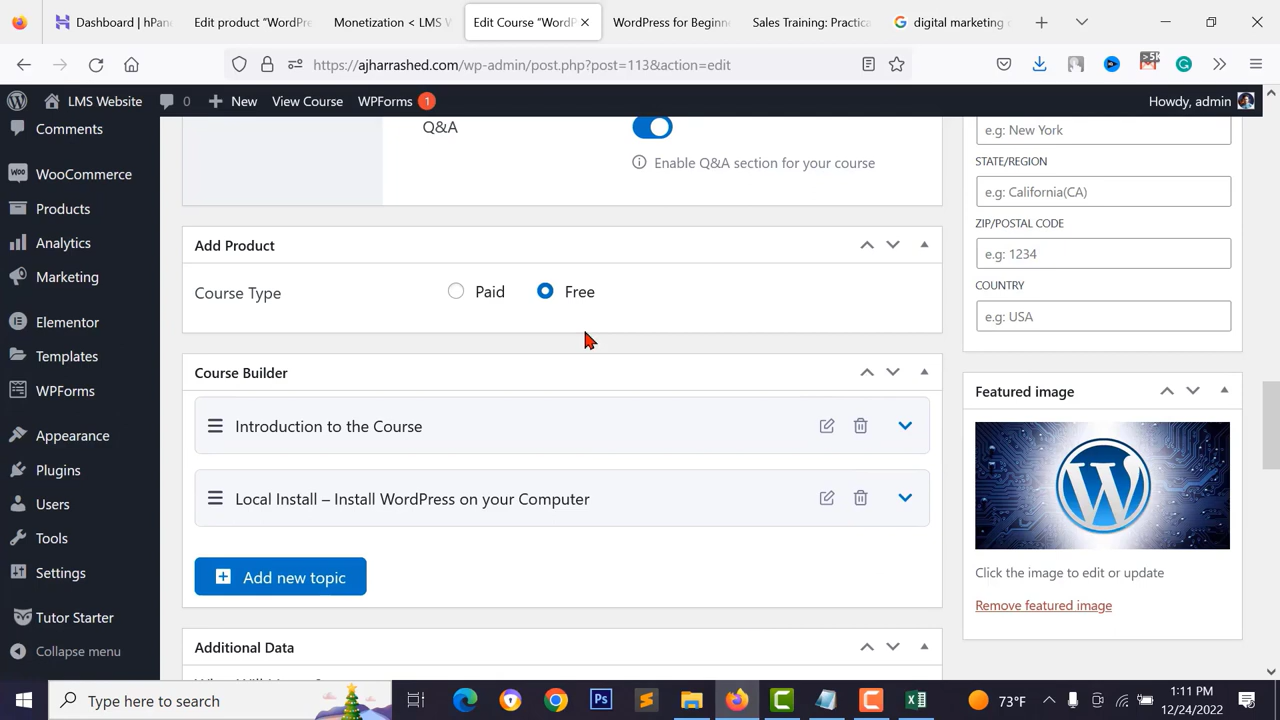 Dashboard | hPan
Edit product “WordPre
Monetization < LMS V
Edit Course “WordP
WordPress for Beginne
Sales Training: Practica
digital marketing c
https://ajharrashed.com/wp-admin/post.php?post=113&action=edit
5K
LMS Website
0
New
View Course
WPForms
1
Howdy, admin
Comments
WooCommerce
Products
Analytics
Marketing
Elementor
Templates
WPForms
Appearance
Plugins
Users
Tools
Settings
Tutor Starter
Collapse menu
Q&A
Enable Q&A section for your course
Add Product
Course Type
Paid
Free
Course Builder
Introduction to the Course
Local Install – Install WordPress on your Computer
Add new topic
Additional Data
e.g: New York
STATE/REGION
e.g: California(CA)
ZIP/POSTAL CODE
e.g: 1234
COUNTRY
e.g: USA
Featured image
Click the image to edit or update
Remove featured image
Type here to search
73°F
1:11 PM
12/24/2022